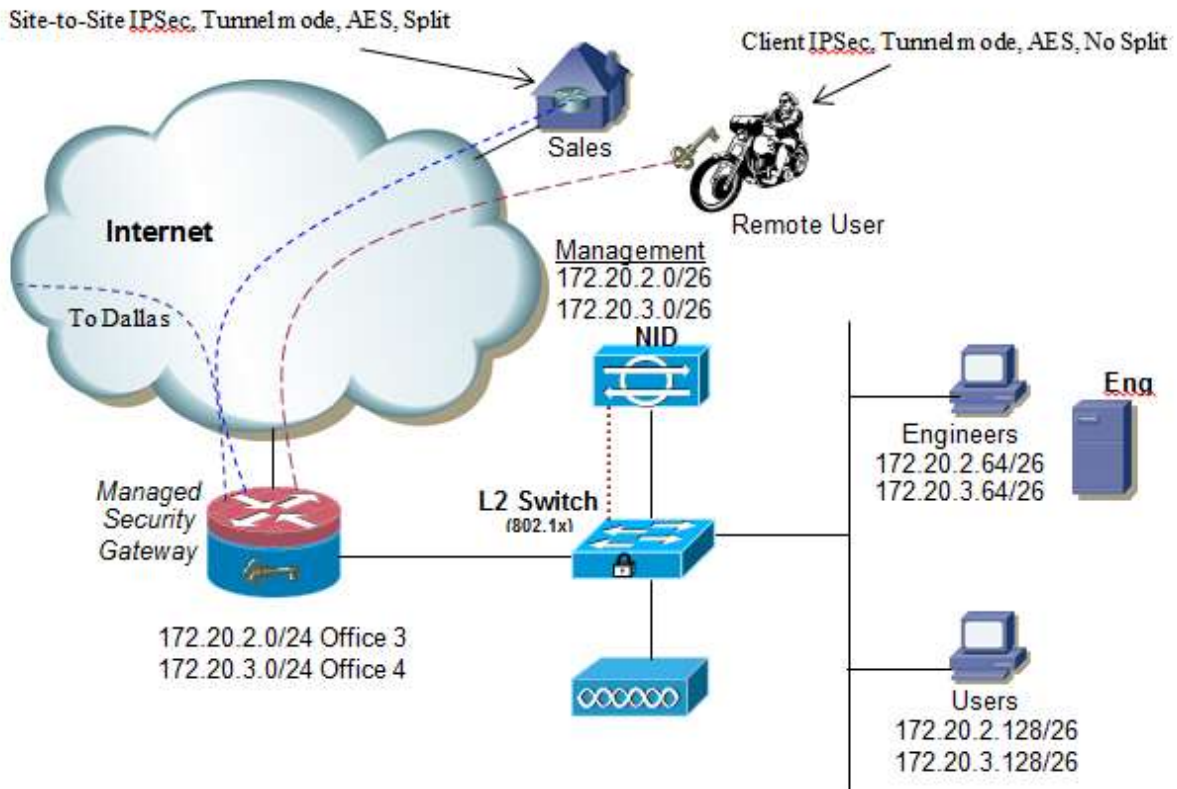 Site-to-Site IPSec, Tunnel mode, AES, Split
Client IPSec, Tunnel mode, AES, No Split
Sales
Remote User
Internet
To Dallas
Management
172.20.2.0/26
172.20.3.0/26
NID
Eng
Engineers
172.20.2.64/26
172.20.3.64/26
Managed
Security
Gateway
L2 Switch
(802.1x)
172.20.2.0/24 Office 3
172.20.3.0/24 Office 4
Users
172.20.2.128/26
172.20.3.128/26